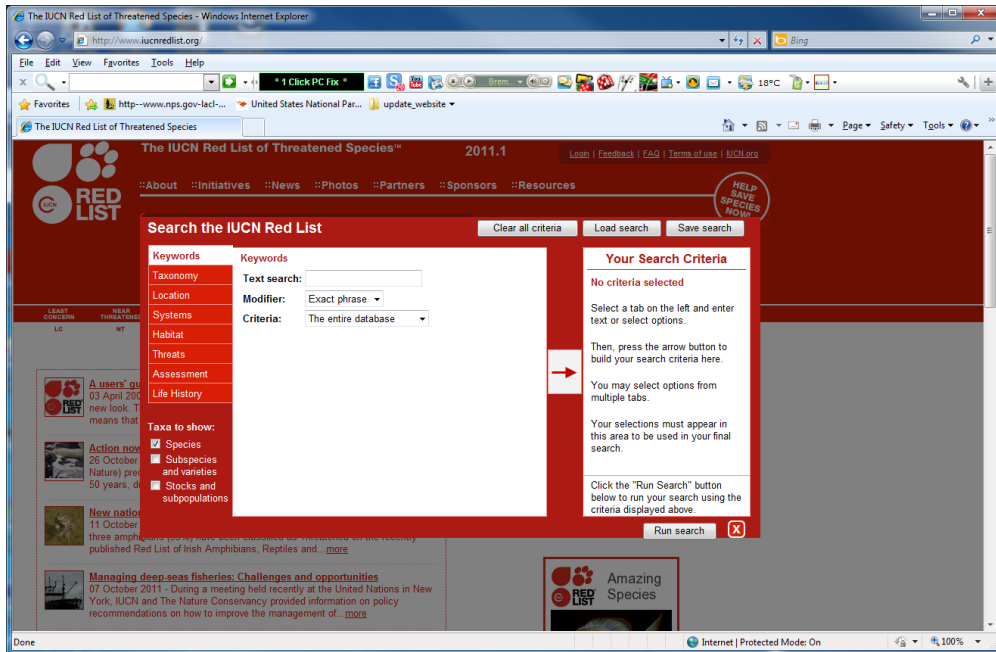 The IUCN Red List of Threatened Species - Windows Internet Explorer
http://www.iucnredlist.org/
Bing
File Edit View Favorites Tools Help
* 1 Click PC Fix *
20
Brem...
18°C
Favorites http--www.nps.gov-lacl-... United States National Par... update_website
The IUCN Red List of Threatened Species
Page Safety Tools
The IUCN Red List of Threatened Species™
2011.1
Login | Feedback | FAQ | Terms of use | IUCN.org
::About ::Initiatives ::News ::Photos ::Partners ::Sponsors ::Resources
IUCN
RED
LIST
HELP
SAVE
SPECIES
NOW!
Search the IUCN Red List
Clear all criteria
Load search
Save search
Keywords
Taxonomy
Location
Systems
Habitat
Threats
Assessment
Life History
Taxa to show:
Species
Subspecies
and varieties
Stocks and
subpopulations
Keywords
Text search:
Modifier: Exact phrase
Criteria: The entire database
Your Search Criteria
No criteria selected
Select a tab on the left and enter
text or select options.
Then, press the arrow button to
build your search criteria here.
You may select options from
multiple tabs.
Your selections must appear in
this area to be used in your final
search.
Click the "Run Search" button
below to run your search using the
criteria displayed above.
Run search
X
LEAST
CONCERN
LC
NEAR
THREATENED
NT
RED
LIST
A users' gu
03 April 200
new look. T
means that
Action now
26 October
Nature) pre
50 years, d
New nation
11 October
three amphibians (33%) have been classified as Threatened on the recently
published Red List of Irish Amphibians, Reptiles and...more
Managing deep-seas fisheries: Challenges and opportunities
07 October 2011 - During a meeting held recently at the United Nations in New
York, IUCN and The Nature Conservancy provided information on policy
recommendations on how to improve the management of...more
RED
LIST
Amazing
Species
Done
Internet | Protected Mode: On
100%